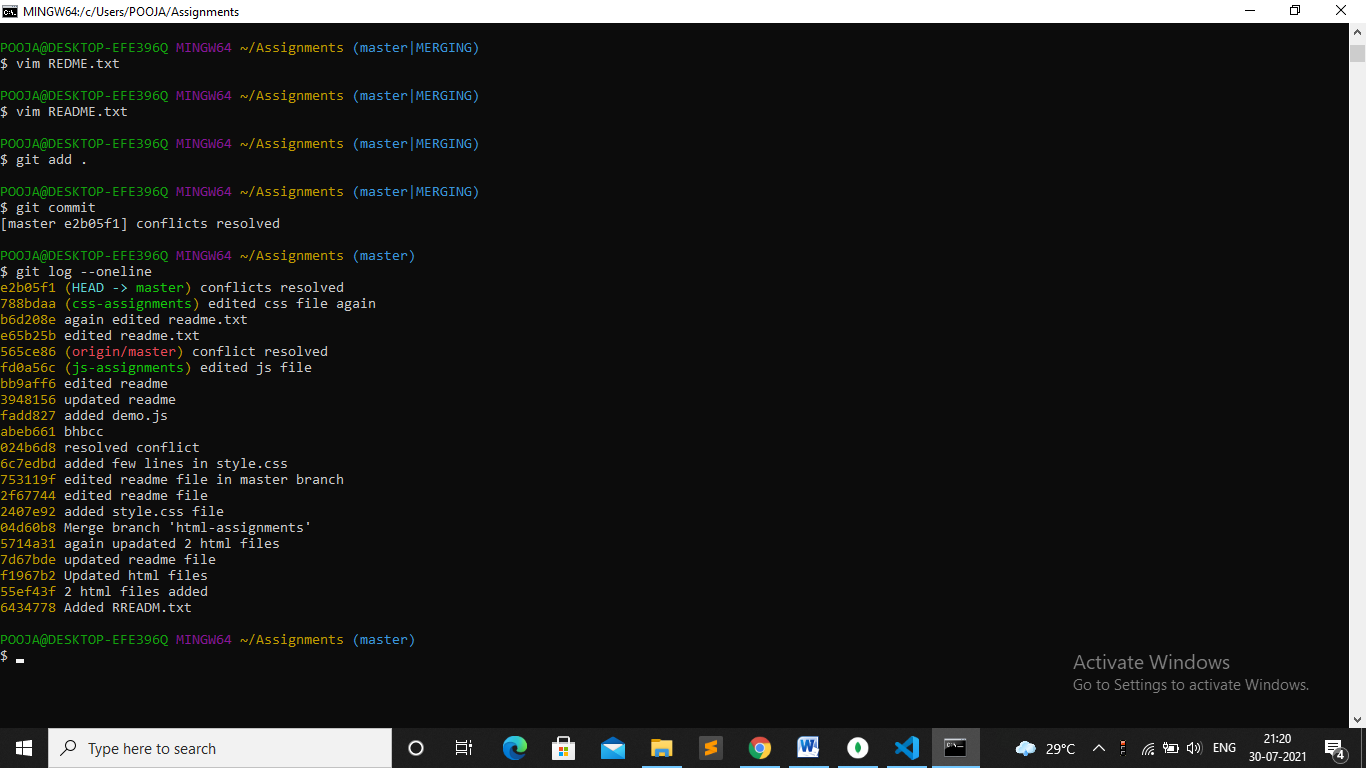 MINGW64:/c/Users/POOJA/Assignments
POOJA@DESKTOP-EFE396Q MINGW64 ~/Assignments (master|MERGING)
$ vim REDME.txt
POOJA@DESKTOP-EFE396Q MINGW64 ~/Assignments (master|MERGING)
$ vim README.txt
POOJA@DESKTOP-EFE396Q MINGW64 ~/Assignments (master|MERGING)
$ git add .
POOJA@DESKTOP-EFE396Q MINGW64 ~/Assignments (master|MERGING)
$ git commit
[master e2b05f1] conflicts resolved
POOJA@DESKTOP-EFE396Q MINGW64 ~/Assignments (master)
$ git log --oneline
e2b05f1 (HEAD -> master) conflicts resolved
788bdaa (css-assignments) edited css file again
b6d208e again edited readme.txt
e65b25b edited readme.txt
565ce86 (origin/master) conflict resolved
fd0a56c (js-assignments) edited js file
bb9aff6 edited readme
3948156 updated readme
fadd827 added demo.js
abeb661 bhbcc
024b6d8 resolved conflict
6c7edbd added few lines in style.css
753119f edited readme file in master branch
2f67744 edited readme file
2407e92 added style.css file
04d60b8 Merge branch 'html-assignments'
5714a31 again upadated 2 html files
7d67bde updated readme file
f1967b2 Updated html files
55ef43f 2 html files added
6434778 Added RREADM.txt
POOJA@DESKTOP-EFE396Q MINGW64 ~/Assignments (master)
$
Activate Windows
Go to Settings to activate Windows.
Type here to search
29°C
ENG
21:20
30-07-2021
4